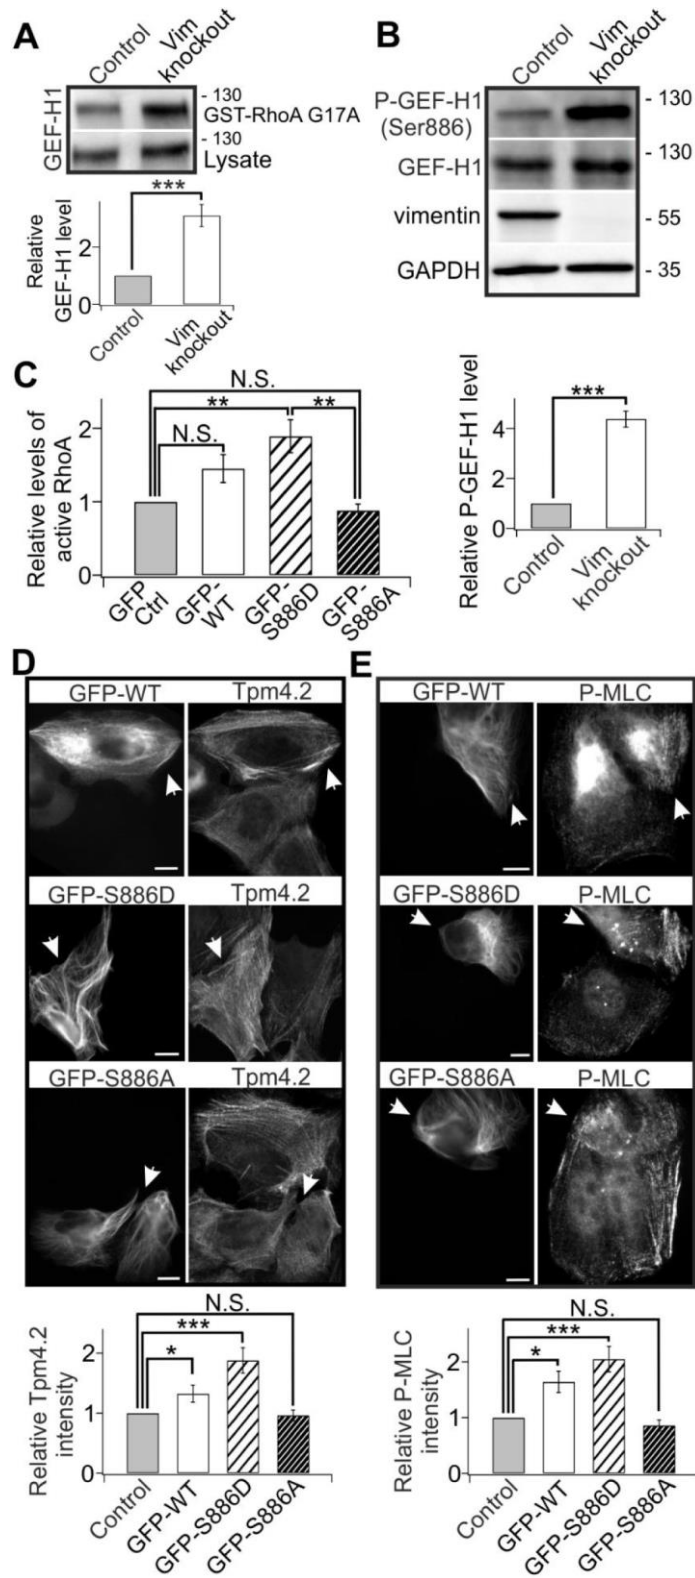 A
Control
Vim
knockout
GEF-H1
- 130
GST-RhoA G17A
- 130
Lysate
***
Relative
GEF-H1 level
2
0
Control
Vim
knockout
B
Control
Vim
knockout
P-GEF-H1
(Ser886)
- 130
GEF-H1
- 130
vimentin
- 55
GAPDH
- 35
Relative P-GEF-H1 level
***
4
2
0
Control
Vim
knockout
C
N.S.
**
**
N.S.
Relative levels of
active RhoA
2
1
0
GFP
Ctrl
GFP-
WT
GFP-
S886D
GFP-
S886A
D
GFP-WT
Tpm4.2
GFP-S886D
Tpm4.2
GFP-S886A
Tpm4.2
N.S.
***
*
Relative Tpm4.2
intensity
2
1
0
Control
GFP-WT
GFP-S886D
GFP-S886A
E
GFP-WT
P-MLC
GFP-S886D
P-MLC
GFP-S886A
P-MLC
N.S.
***
*
Relative P-MLC
intensity
2
1
0
Control
GFP-WT
GFP-S886D
GFP-S886A